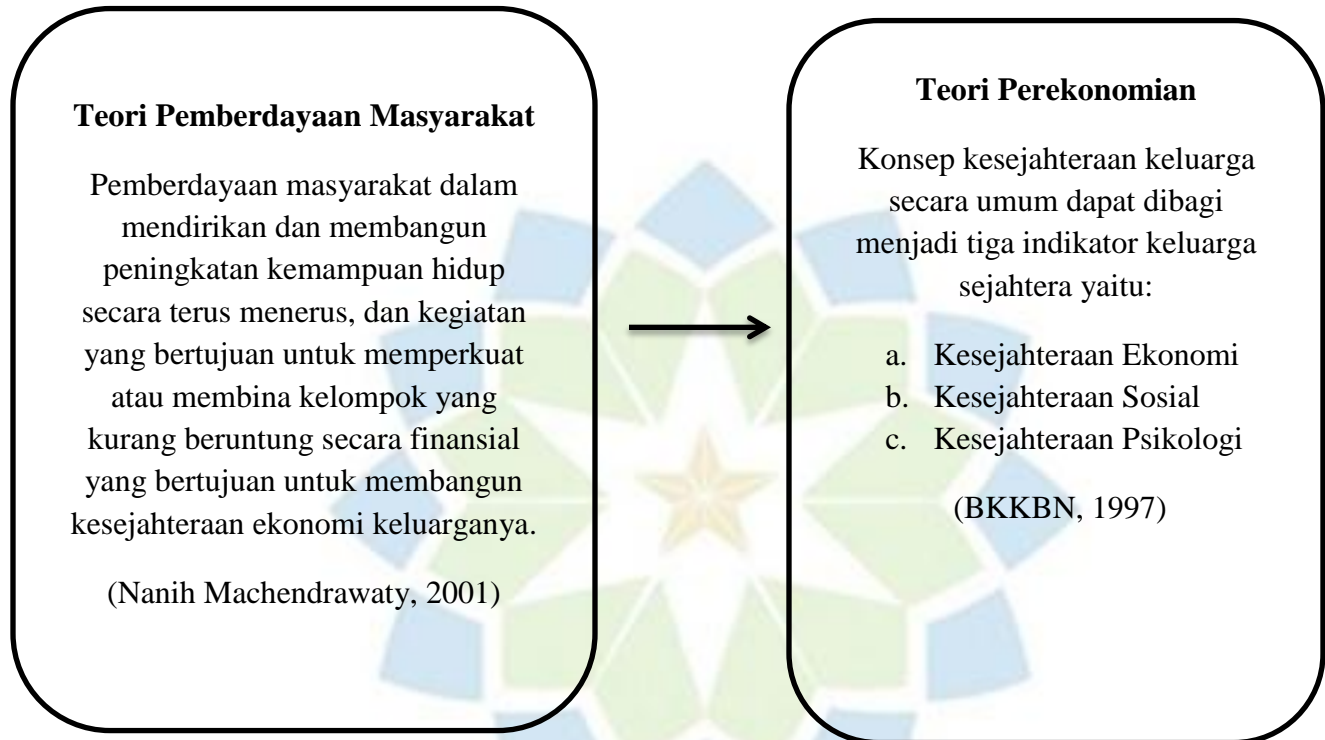 Teori Pemberdayaan Masyarakat
Pemberdayaan masyarakat dalam
mendirikan dan membangun
peningkatan kemampuan hidup
secara terus menerus, dan kegiatan
yang bertujuan untuk memperkuat
atau membina kelompok yang
kurang beruntung secara finansial
yang bertujuan untuk membangun
kesejahteraan ekonomi keluarganya.
(Nanih Machendrawaty, 2001)
Teori Perekonomian
Konsep kesejahteraan keluarga
secara umum dapat dibagi
menjadi tiga indikator keluarga
sejahtera yaitu:
a. Kesejahteraan Ekonomi
b. Kesejahteraan Sosial
c. Kesejahteraan Psikologi
(BKKBN, 1997)